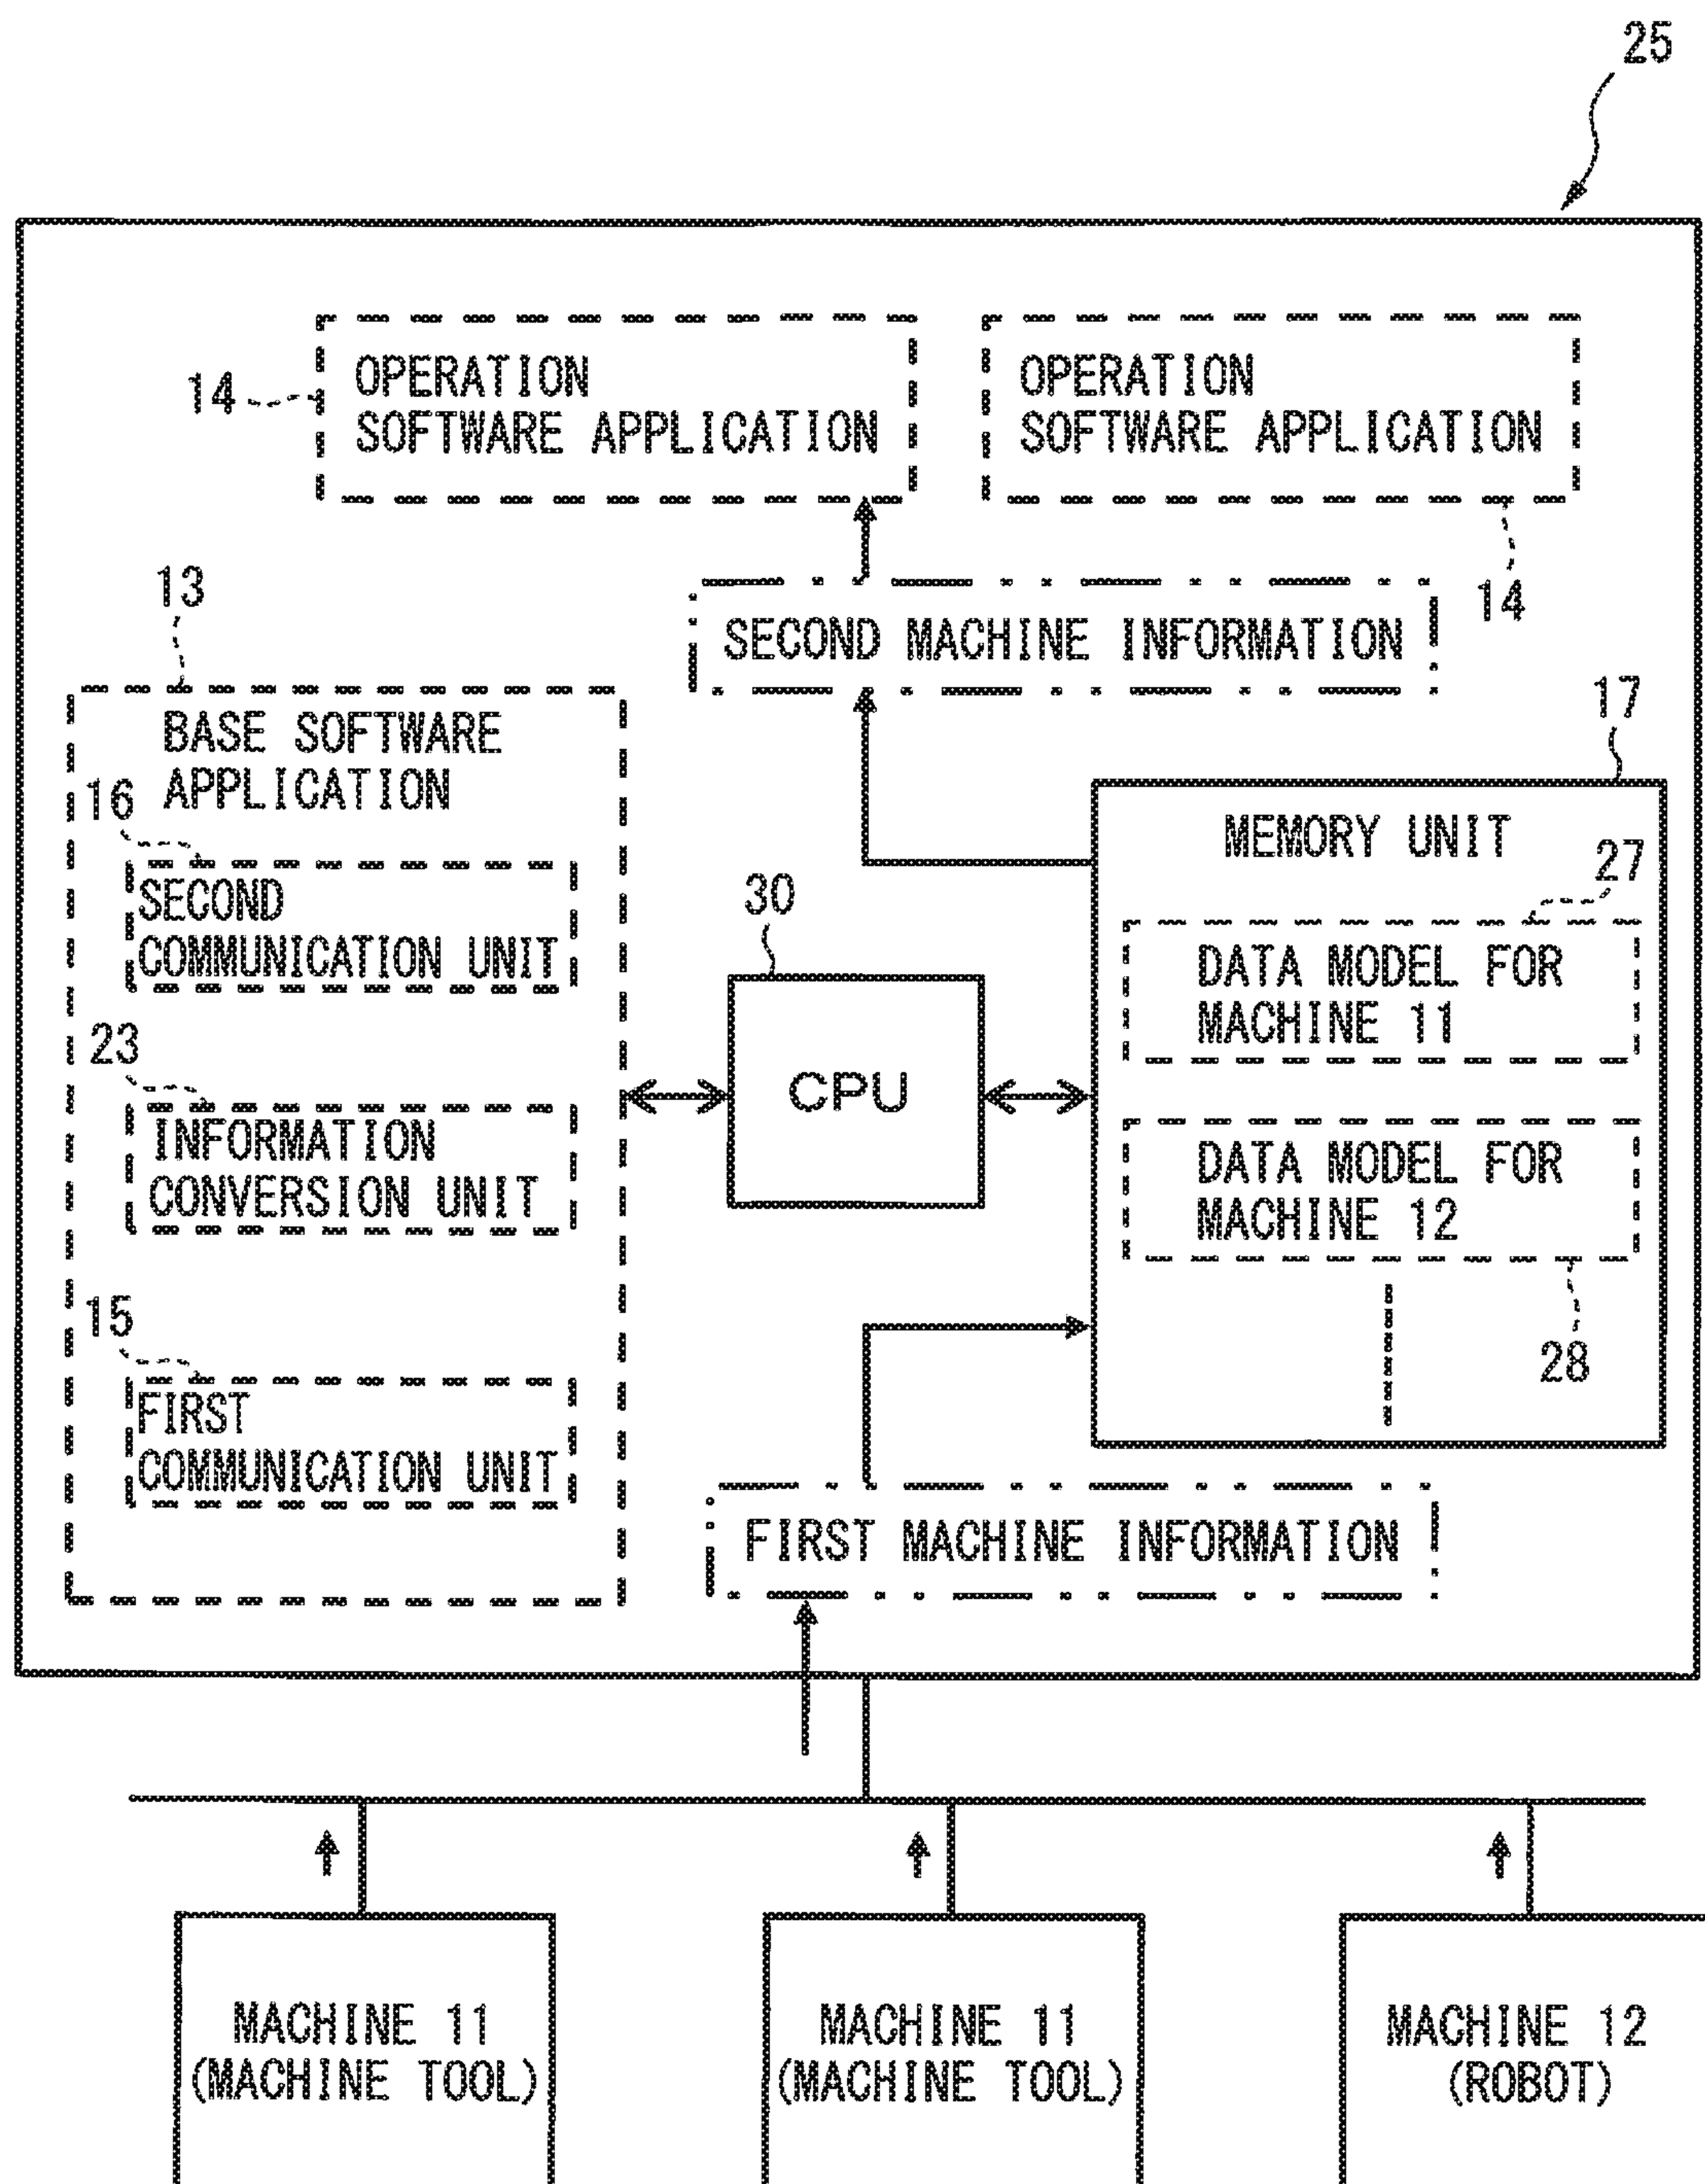 25
OPERATION
SOFTWARE APPLICATION
14
OPERATION
SOFTWARE APPLICATION
14
13
SECOND MACHINE INFORMATION
BASE SOFTWARE
APPLICATION
17
16
SECOND
COMMUNICATION UNIT
MEMORY UNIT
27
30
DATA MODEL FOR
MACHINE 11
23
INFORMATION
CONVERSION UNIT
CPU
DATA MODEL FOR
MACHINE 12
28
15
FIRST
COMMUNICATION UNIT
FIRST MACHINE INFORMATION
MACHINE 11
(MACHINE TOOL)
MACHINE 11
(MACHINE TOOL)
MACHINE 12
(ROBOT)